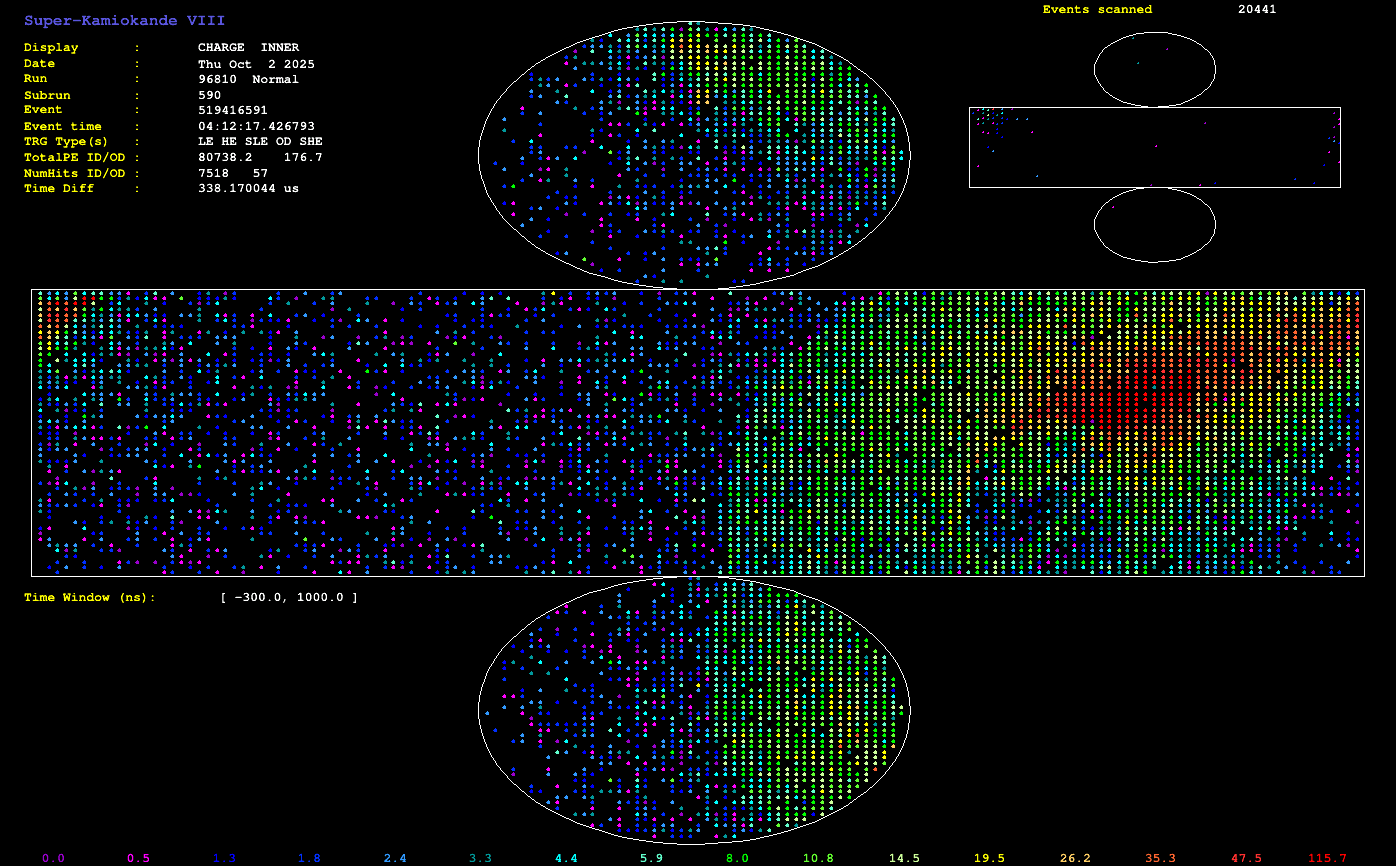 Super-Kamiokande VIII
Display : CHARGE INNER
Date : Thu Oct 2 2025
Run : 96810 Normal
Subrun : 590
Event : 519416591
Event time : 04:12:17.426793
TRG Type(s) : LE HE SLE OD SHE
TotalPE ID/OD : 80738.2 176.7
NumHits ID/OD : 7518 57
Time Diff : 338.170044 us
Events scanned 20441
Time Window (ns): [ -300.0, 1000.0 ]
0.0 0.5 1.3 1.8 2.4 3.3 4.4 5.9 8.0 10.8 14.5 19.5 26.2 35.3 47.5 115.7